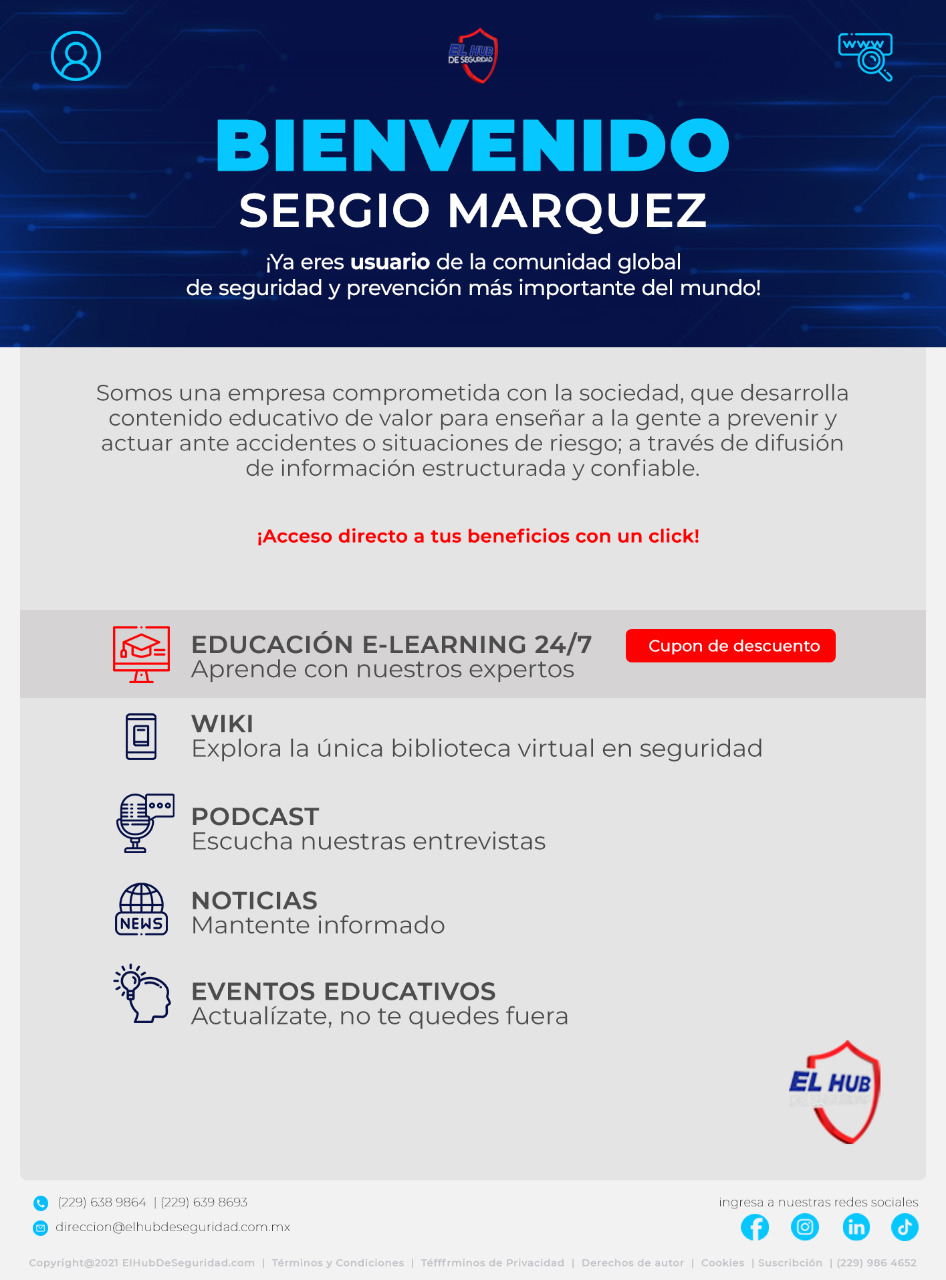 EL HUB
DE SEGURIDAD
www
BIENVENIDO
SERGIO MARQUEZ
¡Ya eres usuario de la comunidad global
de seguridad y prevención más importante del mundo!
Somos una empresa comprometida con la sociedad, que desarrolla
contenido educativo de valor para enseñar a la gente a prevenir y
actuar ante accidentes o situaciones de riesgo; a través de difusión
de información estructurada y confiable.
¡Acceso directo a tus beneficios con un click!
EDUCACIÓN E-LEARNING 24/7
Aprende con nuestros expertos
Cupon de descuento
WIKI
Explora la única biblioteca virtual en seguridad
PODCAST
Escucha nuestras entrevistas
NEWS
NOTICIAS
Mantente informado
EVENTOS EDUCATIVOS
Actualízate, no te quedes fuera
EL HUB
DE SEGURIDAD
(229) 638 9864 | (229) 639 8693
direccion@elhubdeseguridad.com.mx
ingresa a nuestras redes sociales
Copyright@2021 ElHubDeSeguridad.com | Términos y Condiciones | Téfffrminos de Privacidad | Derechos de autor | Cookies | Suscribción | (229) 986 4652